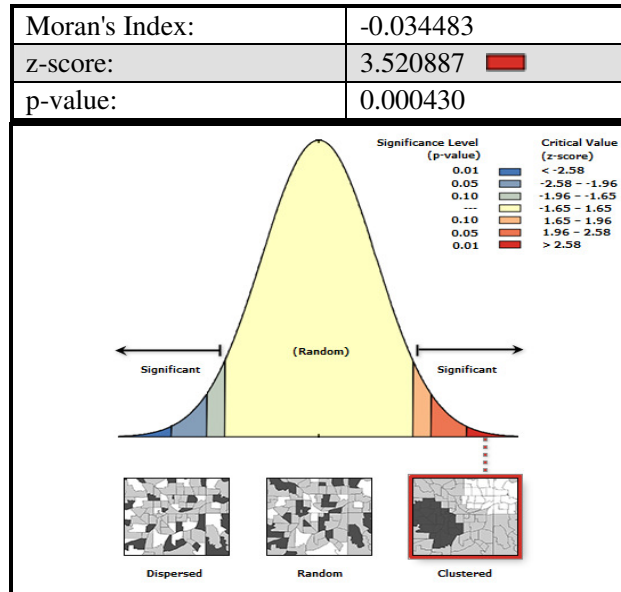 Moran's Index: -0.034483
z-score: 3.520887
p-value: 0.000430
Significance Level Critical Value
(p-value) (z-score)
0.01 < -2.58
0.05 -2.58 – -1.96
0.10 -1.96 – -1.65
--- -1.65 – 1.65
0.10 1.65 – 1.96
0.05 1.96 – 2.58
0.01 > 2.58
(Random)
Significant Significant
Dispersed Random Clustered